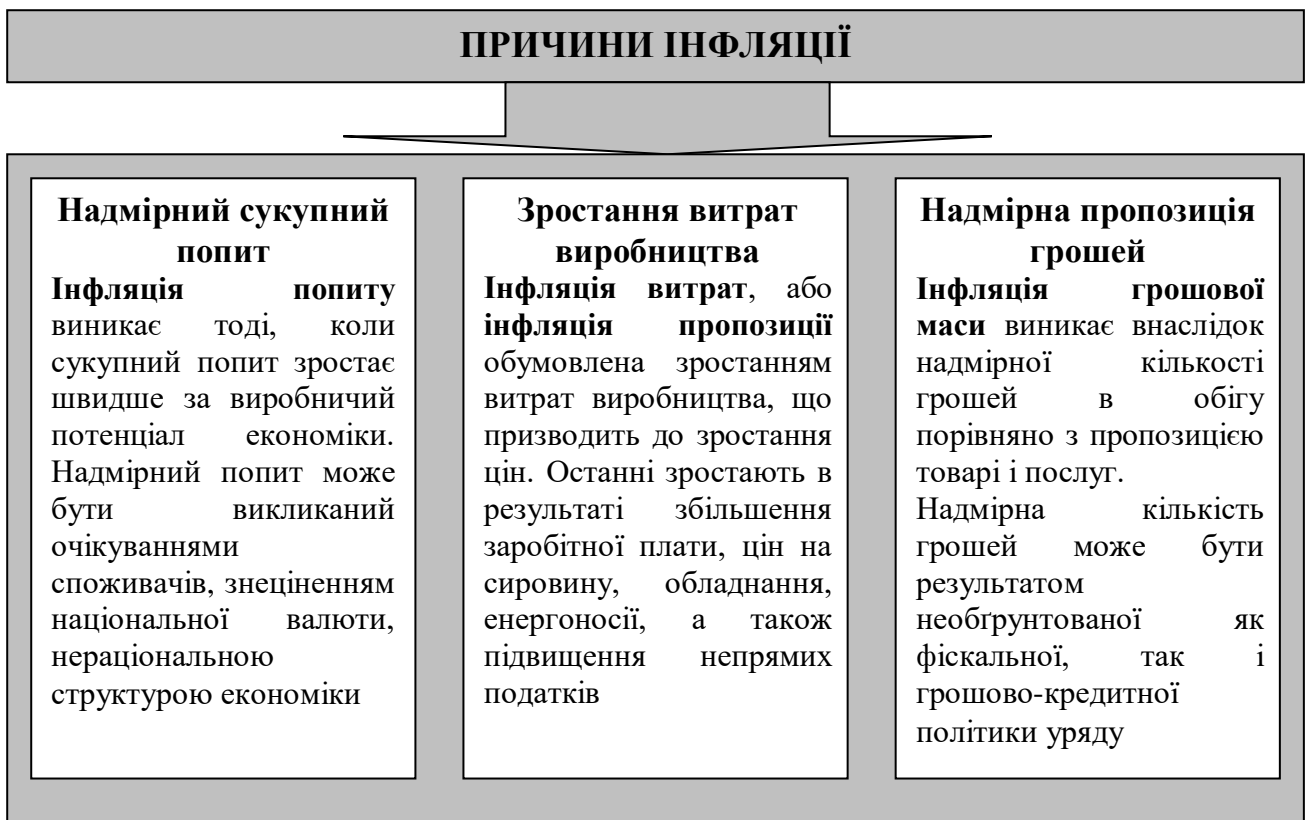 ПРИЧИНИ ІНФЛЯЦІЇ
Надмірний сукупний
попит
Інфляція попиту
виникає тоді, коли
сукупний попит зростає
швидше за виробничий
потенціал економіки.
Надмірний попит може
бути викликаний
очікуваннями
споживачів, знеціненням
національної валюти,
нераціональною
структурою економіки
Зростання витрат
виробництва
Інфляція витрат, або
інфляція пропозиції
обумовлена зростанням
витрат виробництва, що
призводить до зростання
цін. Останні зростають в
результаті збільшення
заробітної плати, цін на
сировину, обладнання,
енергоносії, а також
підвищення непрямих
податків
Надмірна пропозиція
грошей
Інфляція грошової
маси виникає внаслідок
надмірної кількості
грошей в обігу
порівняно з пропозицією
товарі і послуг.
Надмірна кількість
грошей може бути
результатом
необґрунтованої як
фіскальної, так і
грошово-кредитної
політики уряду